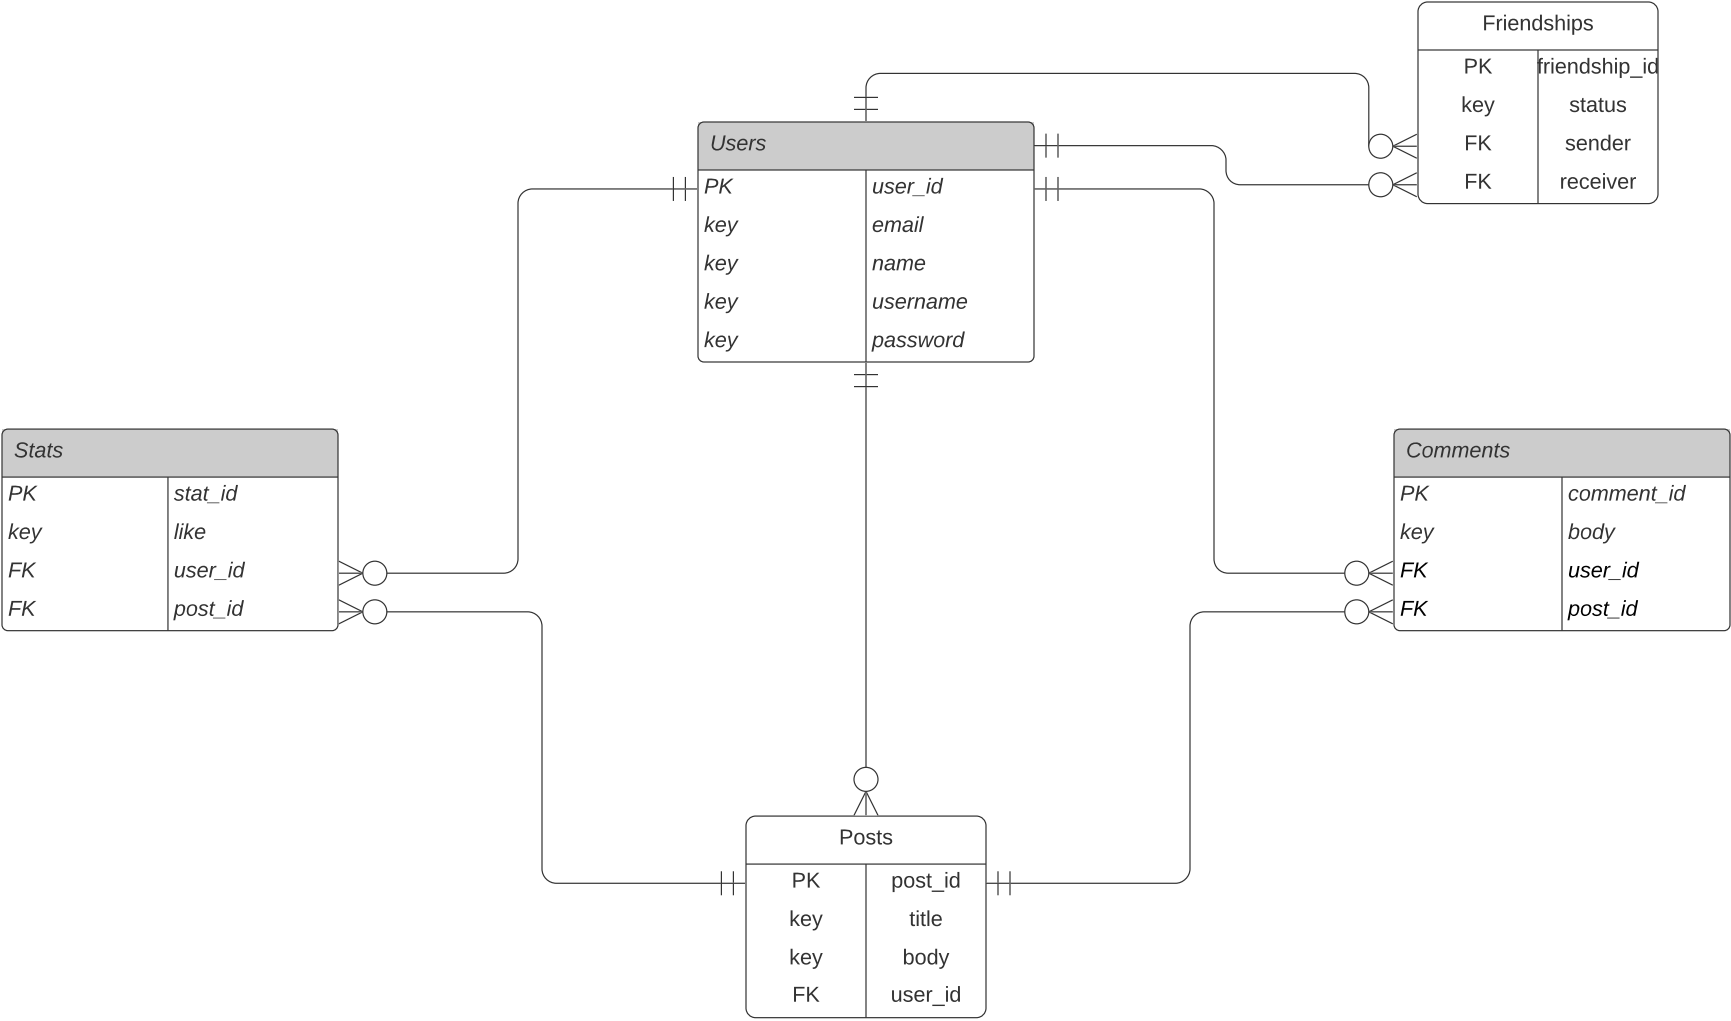 Friendships
PK friendship_id
key status
FK sender
FK receiver
Users
PK user_id
key email
key name
key username
key password
Stats
PK stat_id
key like
FK user_id
FK post_id
Comments
PK comment_id
key body
FK user_id
FK post_id
Posts
PK post_id
key title
key body
FK user_id